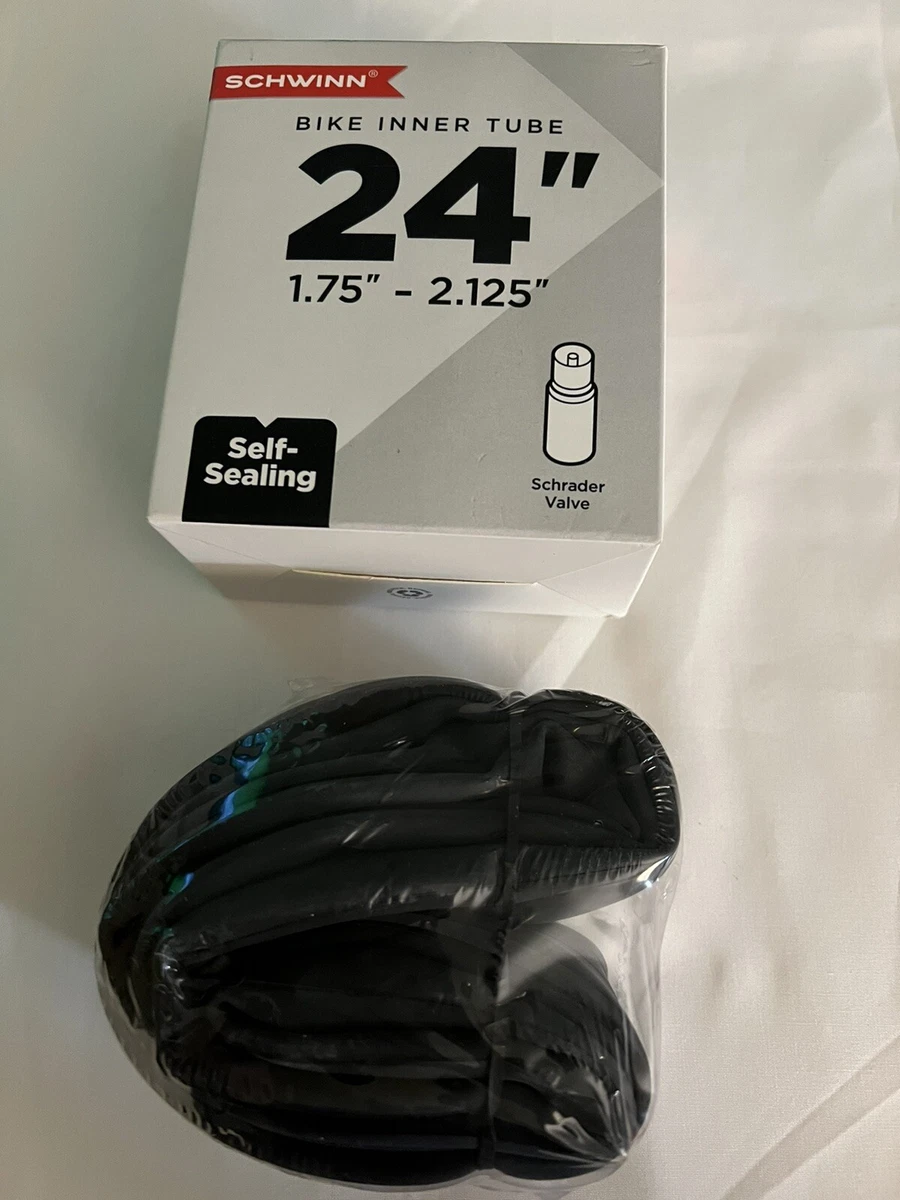 SCHWINN®
BIKE INNER TUBE
24"
1.75" - 2.125"
Self-
Sealing
Schrader
Valve